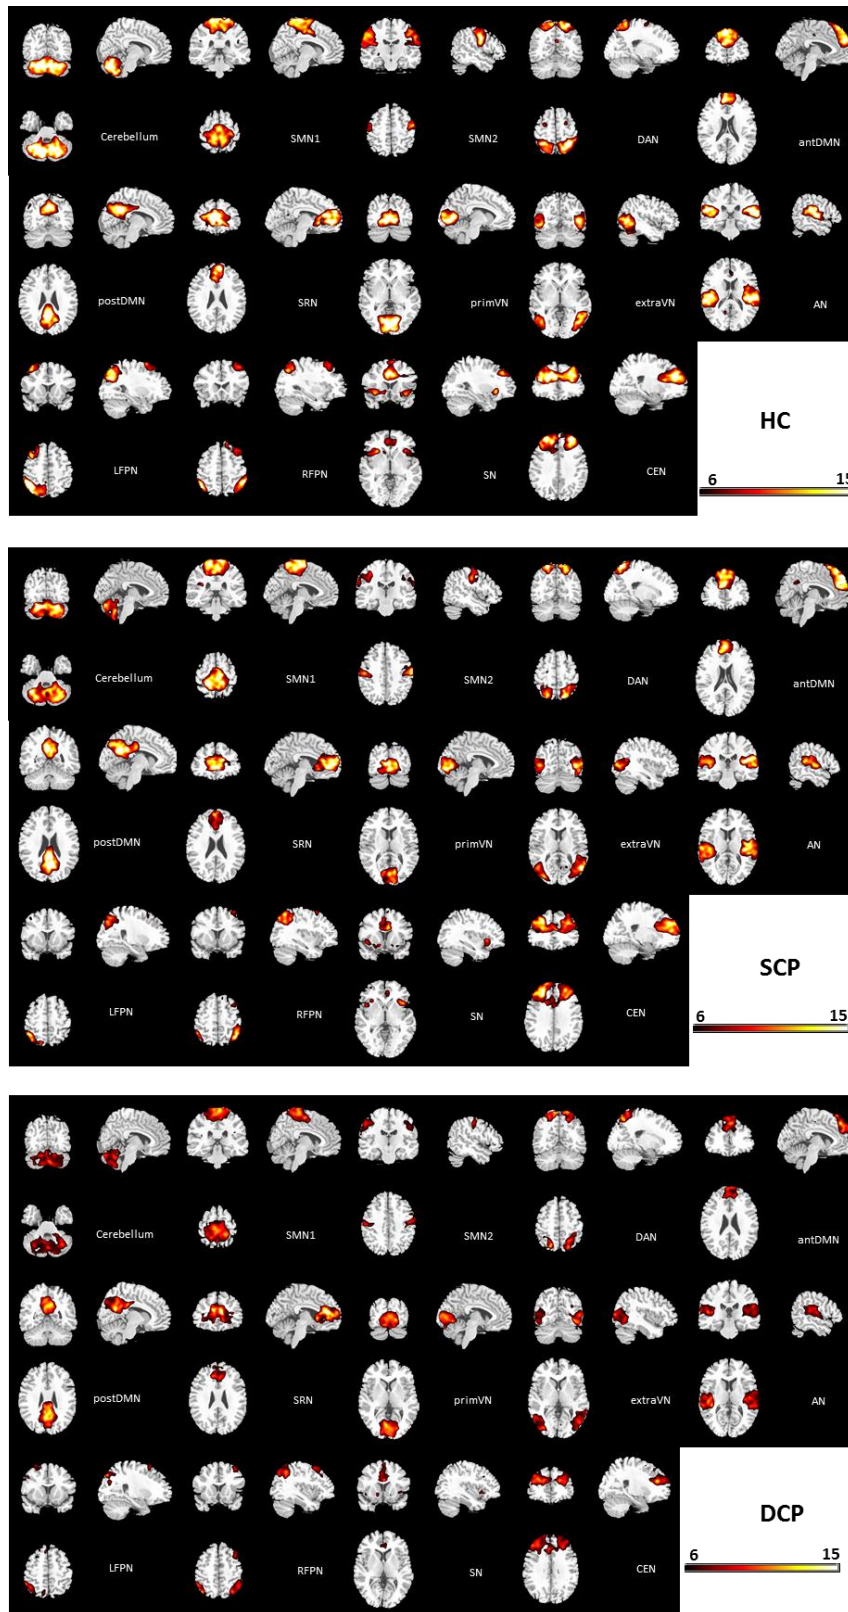 Cerebellum SMN1 SMN2 DAN antDMN
postDMN SRN primVN extraVN AN
HC
LFPN RFPN SN CEN
6 15
Cerebellum SMN1 SMN2 DAN antDMN
postDMN SRN primVN extraVN AN
SCP
LFPN RFPN SN CEN
6 15
Cerebellum SMN1 SMN2 DAN antDMN
postDMN SRN primVN extraVN AN
DCP
6 15
LFPN RFPN SN CEN